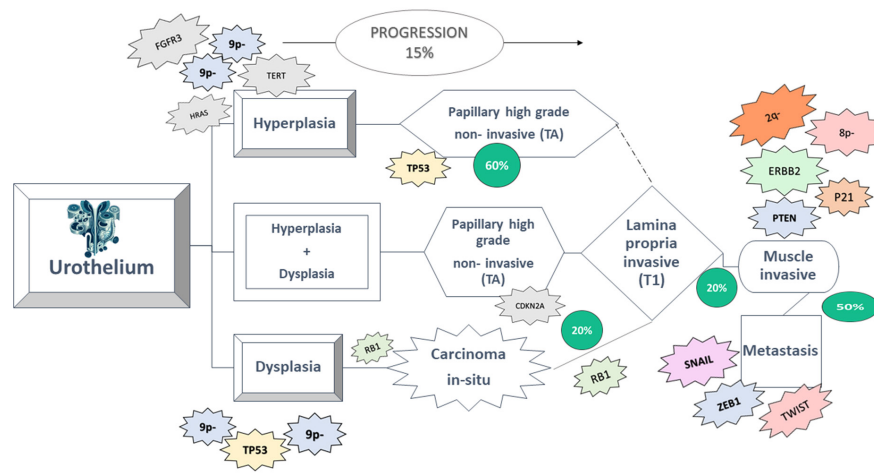 PROGRESSION
15%
FGFR3
9p-
9p-
TERT
HRAS
Hyperplasia
Papillary high grade
non- invasive (TA)
TP53
60%
2q-
8p-
ERBB2
P21
PTEN
Urothelium
Hyperplasia
+
Dysplasia
Papillary high
grade
non- invasive
(TA)
CDKN2A
Lamina
propria
invasive
(T1)
20%
Muscle
invasive
50%
20%
Dysplasia
RB1
Carcinoma
in-situ
RB1
SNAIL
Metastasis
ZEB1
TWIST
9p-
TP53
9p-